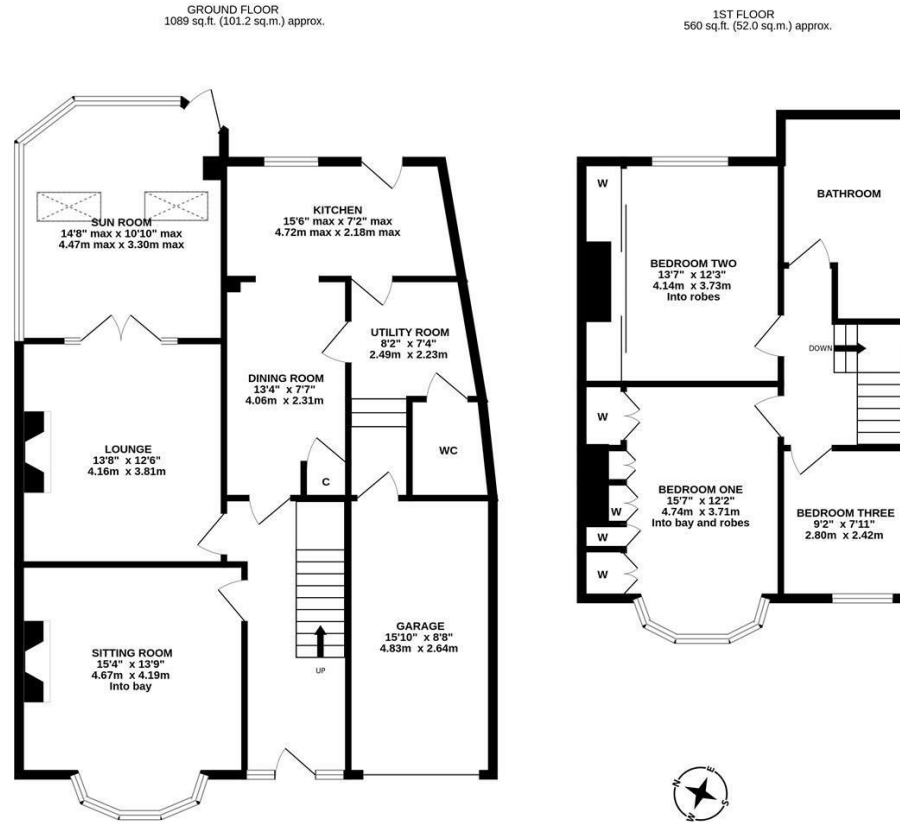 GROUND FLOOR
1089 sq.ft. (101.2 sq.m.) approx.
1ST FLOOR
560 sq.ft. (52.0 sq.m.) approx.
SUN ROOM
14'8" max x 10'10" max
4.47m max x 3.30m max
KITCHEN
15'6" max x 7'2" max
4.72m max x 2.18m max
UTILITY ROOM
8'2" x 7'4"
2.49m x 2.23m
DINING ROOM
13'4" x 7'7"
4.06m x 2.31m
LOUNGE
13'8" x 12'6"
4.16m x 3.81m
C
WC
SITTING ROOM
15'4" x 13'9"
4.67m x 4.19m
Into bay
UP
GARAGE
15'10" x 8'8"
4.83m x 2.64m
W
BATHROOM
BEDROOM TWO
13'7" x 12'3"
4.14m x 3.73m
Into robes
DOWN
W
W
W
W
BEDROOM ONE
15'7" x 12'2"
4.74m x 3.71m
Into bay and robes
BEDROOM THREE
9'2" x 7'11"
2.80m x 2.42m
N
E
S
W